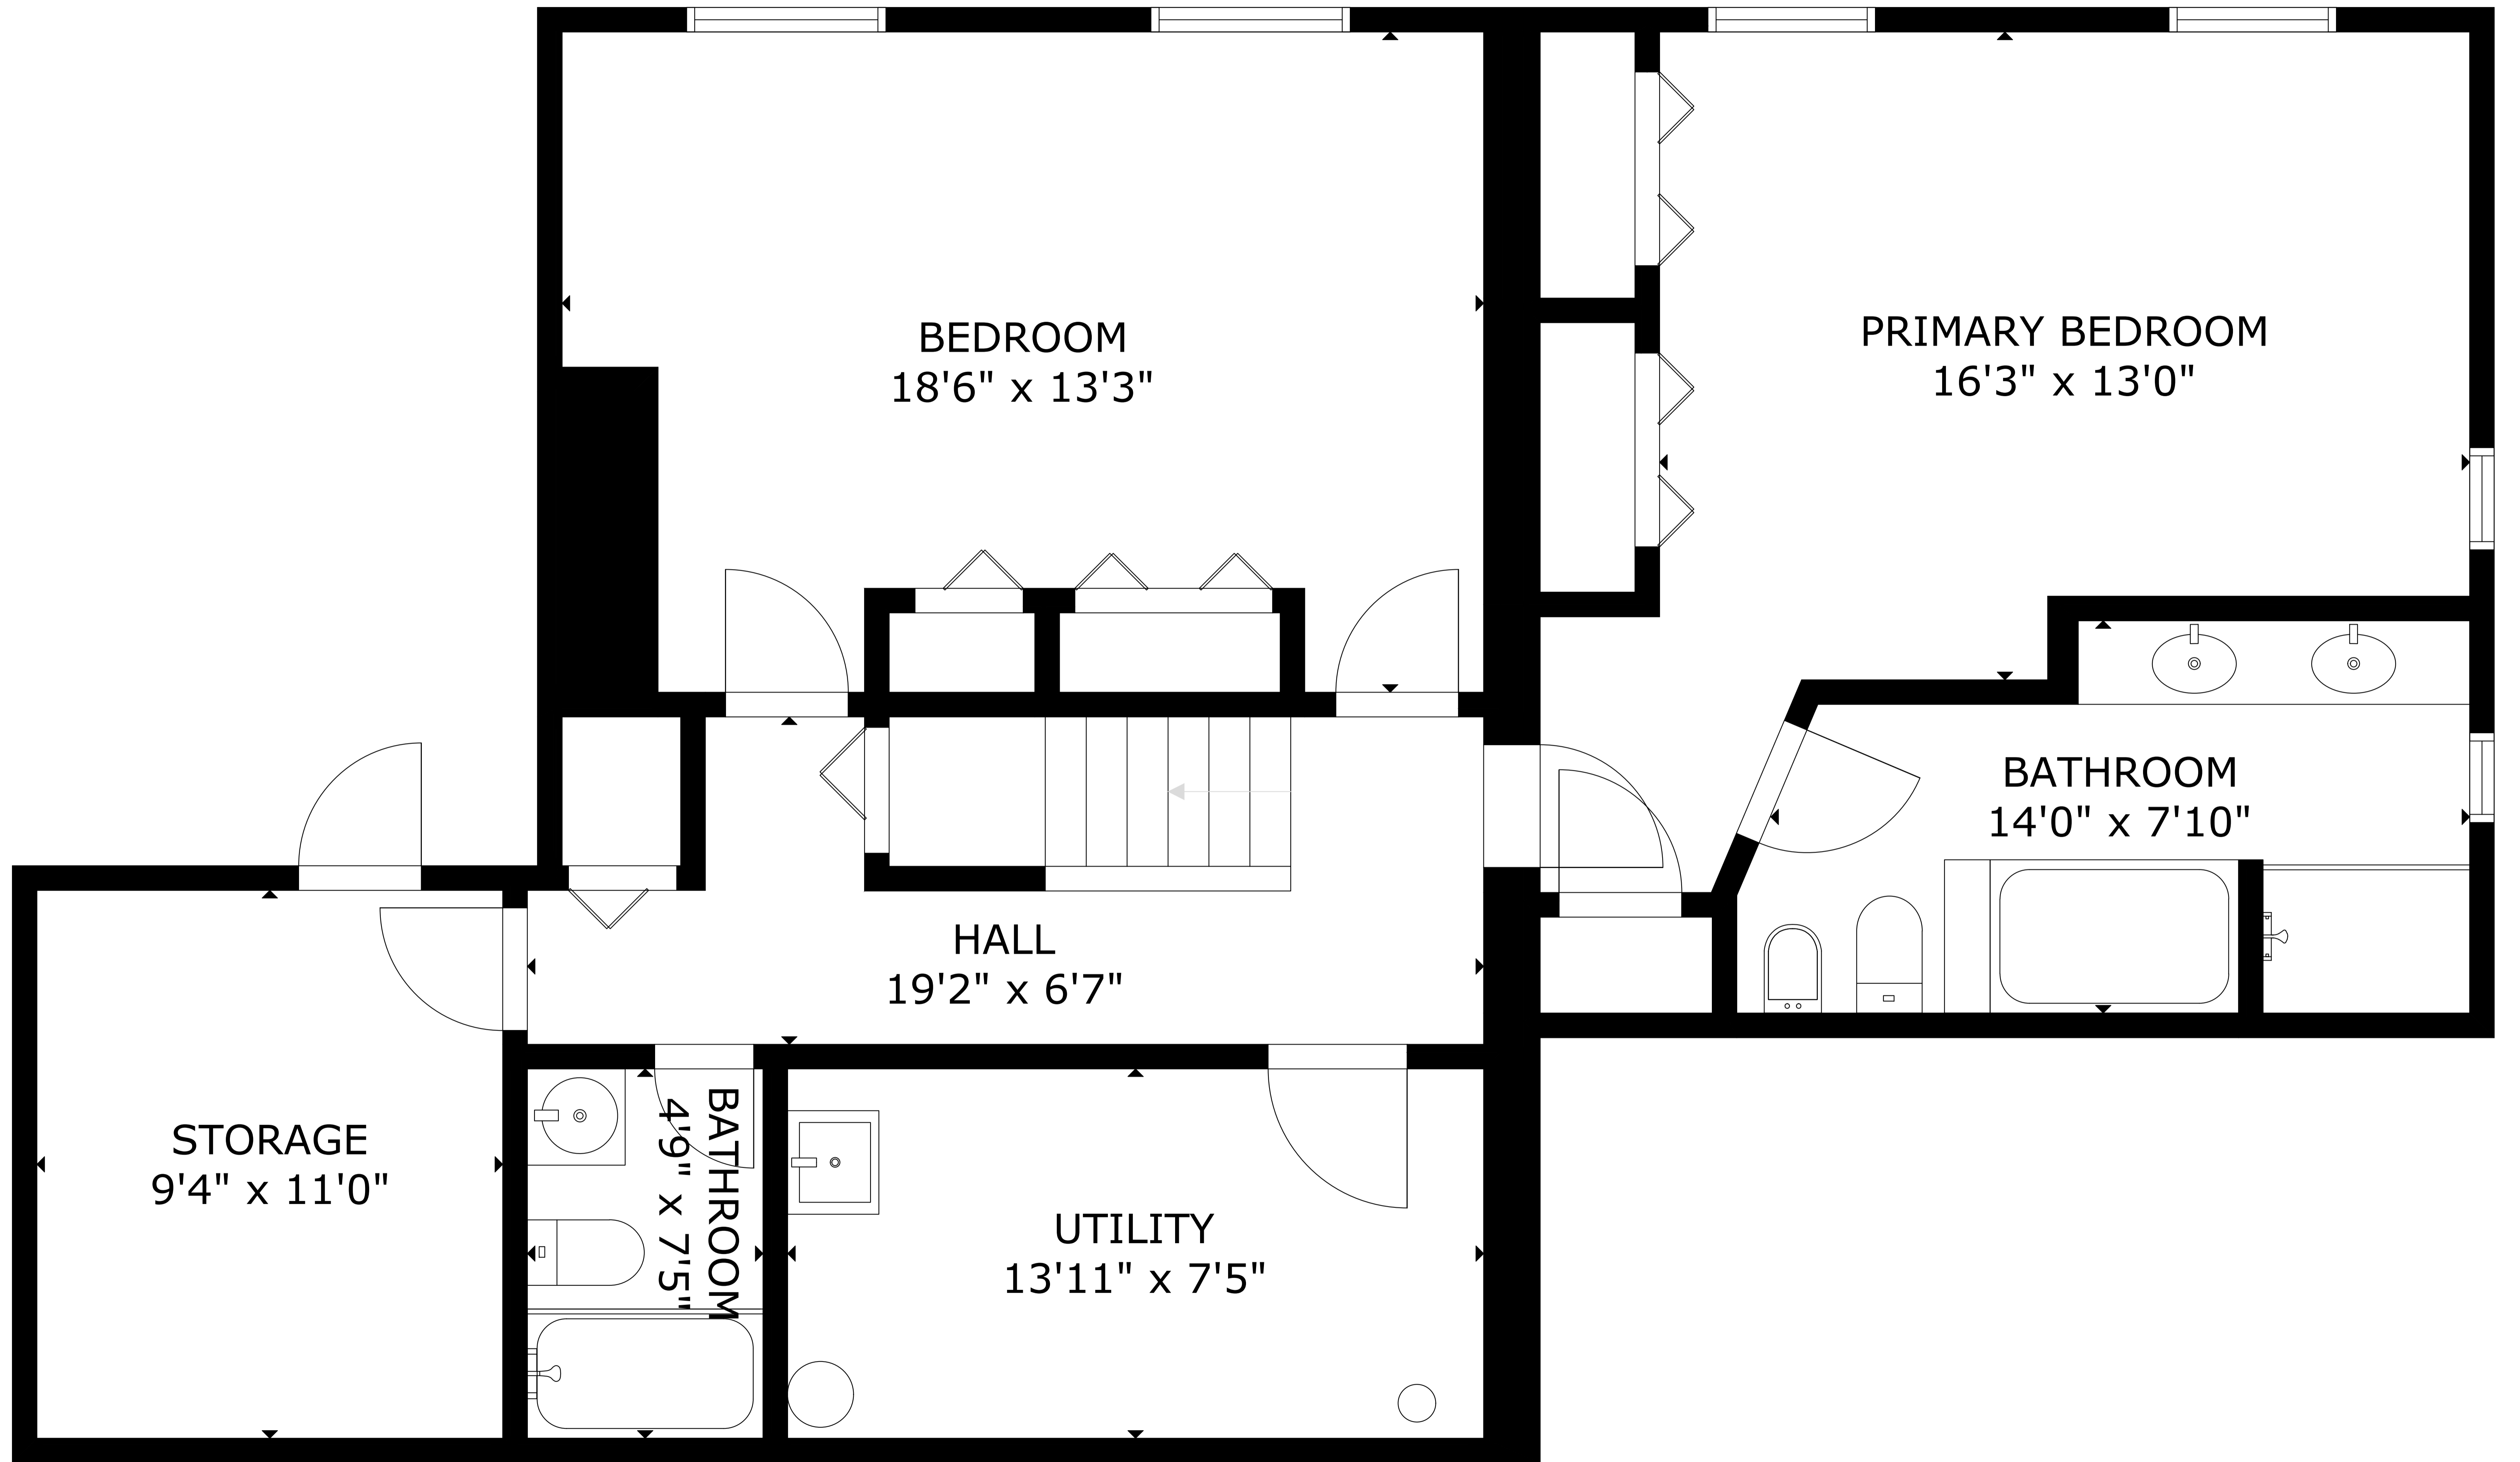 BEDROOM
18'6" x 13'3"
PRIMARY BEDROOM
16'3" x 13'0"
BATHROOM
14'0" x 7'10"
HALL
19'2" x 6'7"
STORAGE
9'4" x 11'0"
BATHROOM
4'9" x 7'5"
UTILITY
13'11" x 7'5"